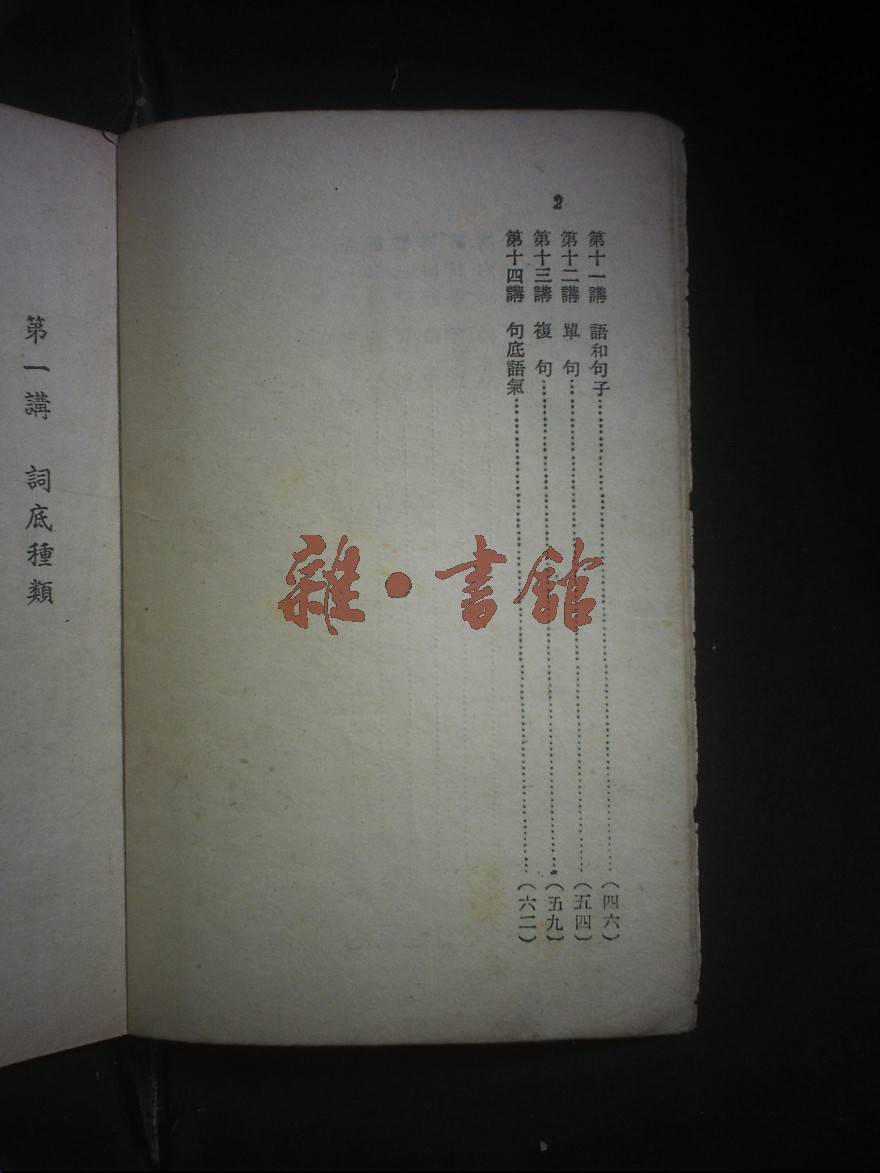 2
第十一講 語和句子……(四六)
第十二講 單句……(五四)
第十三講 複句……(五九)
第十四講 句底語氣……(六二)
第一講 詞底種類
雜·書館